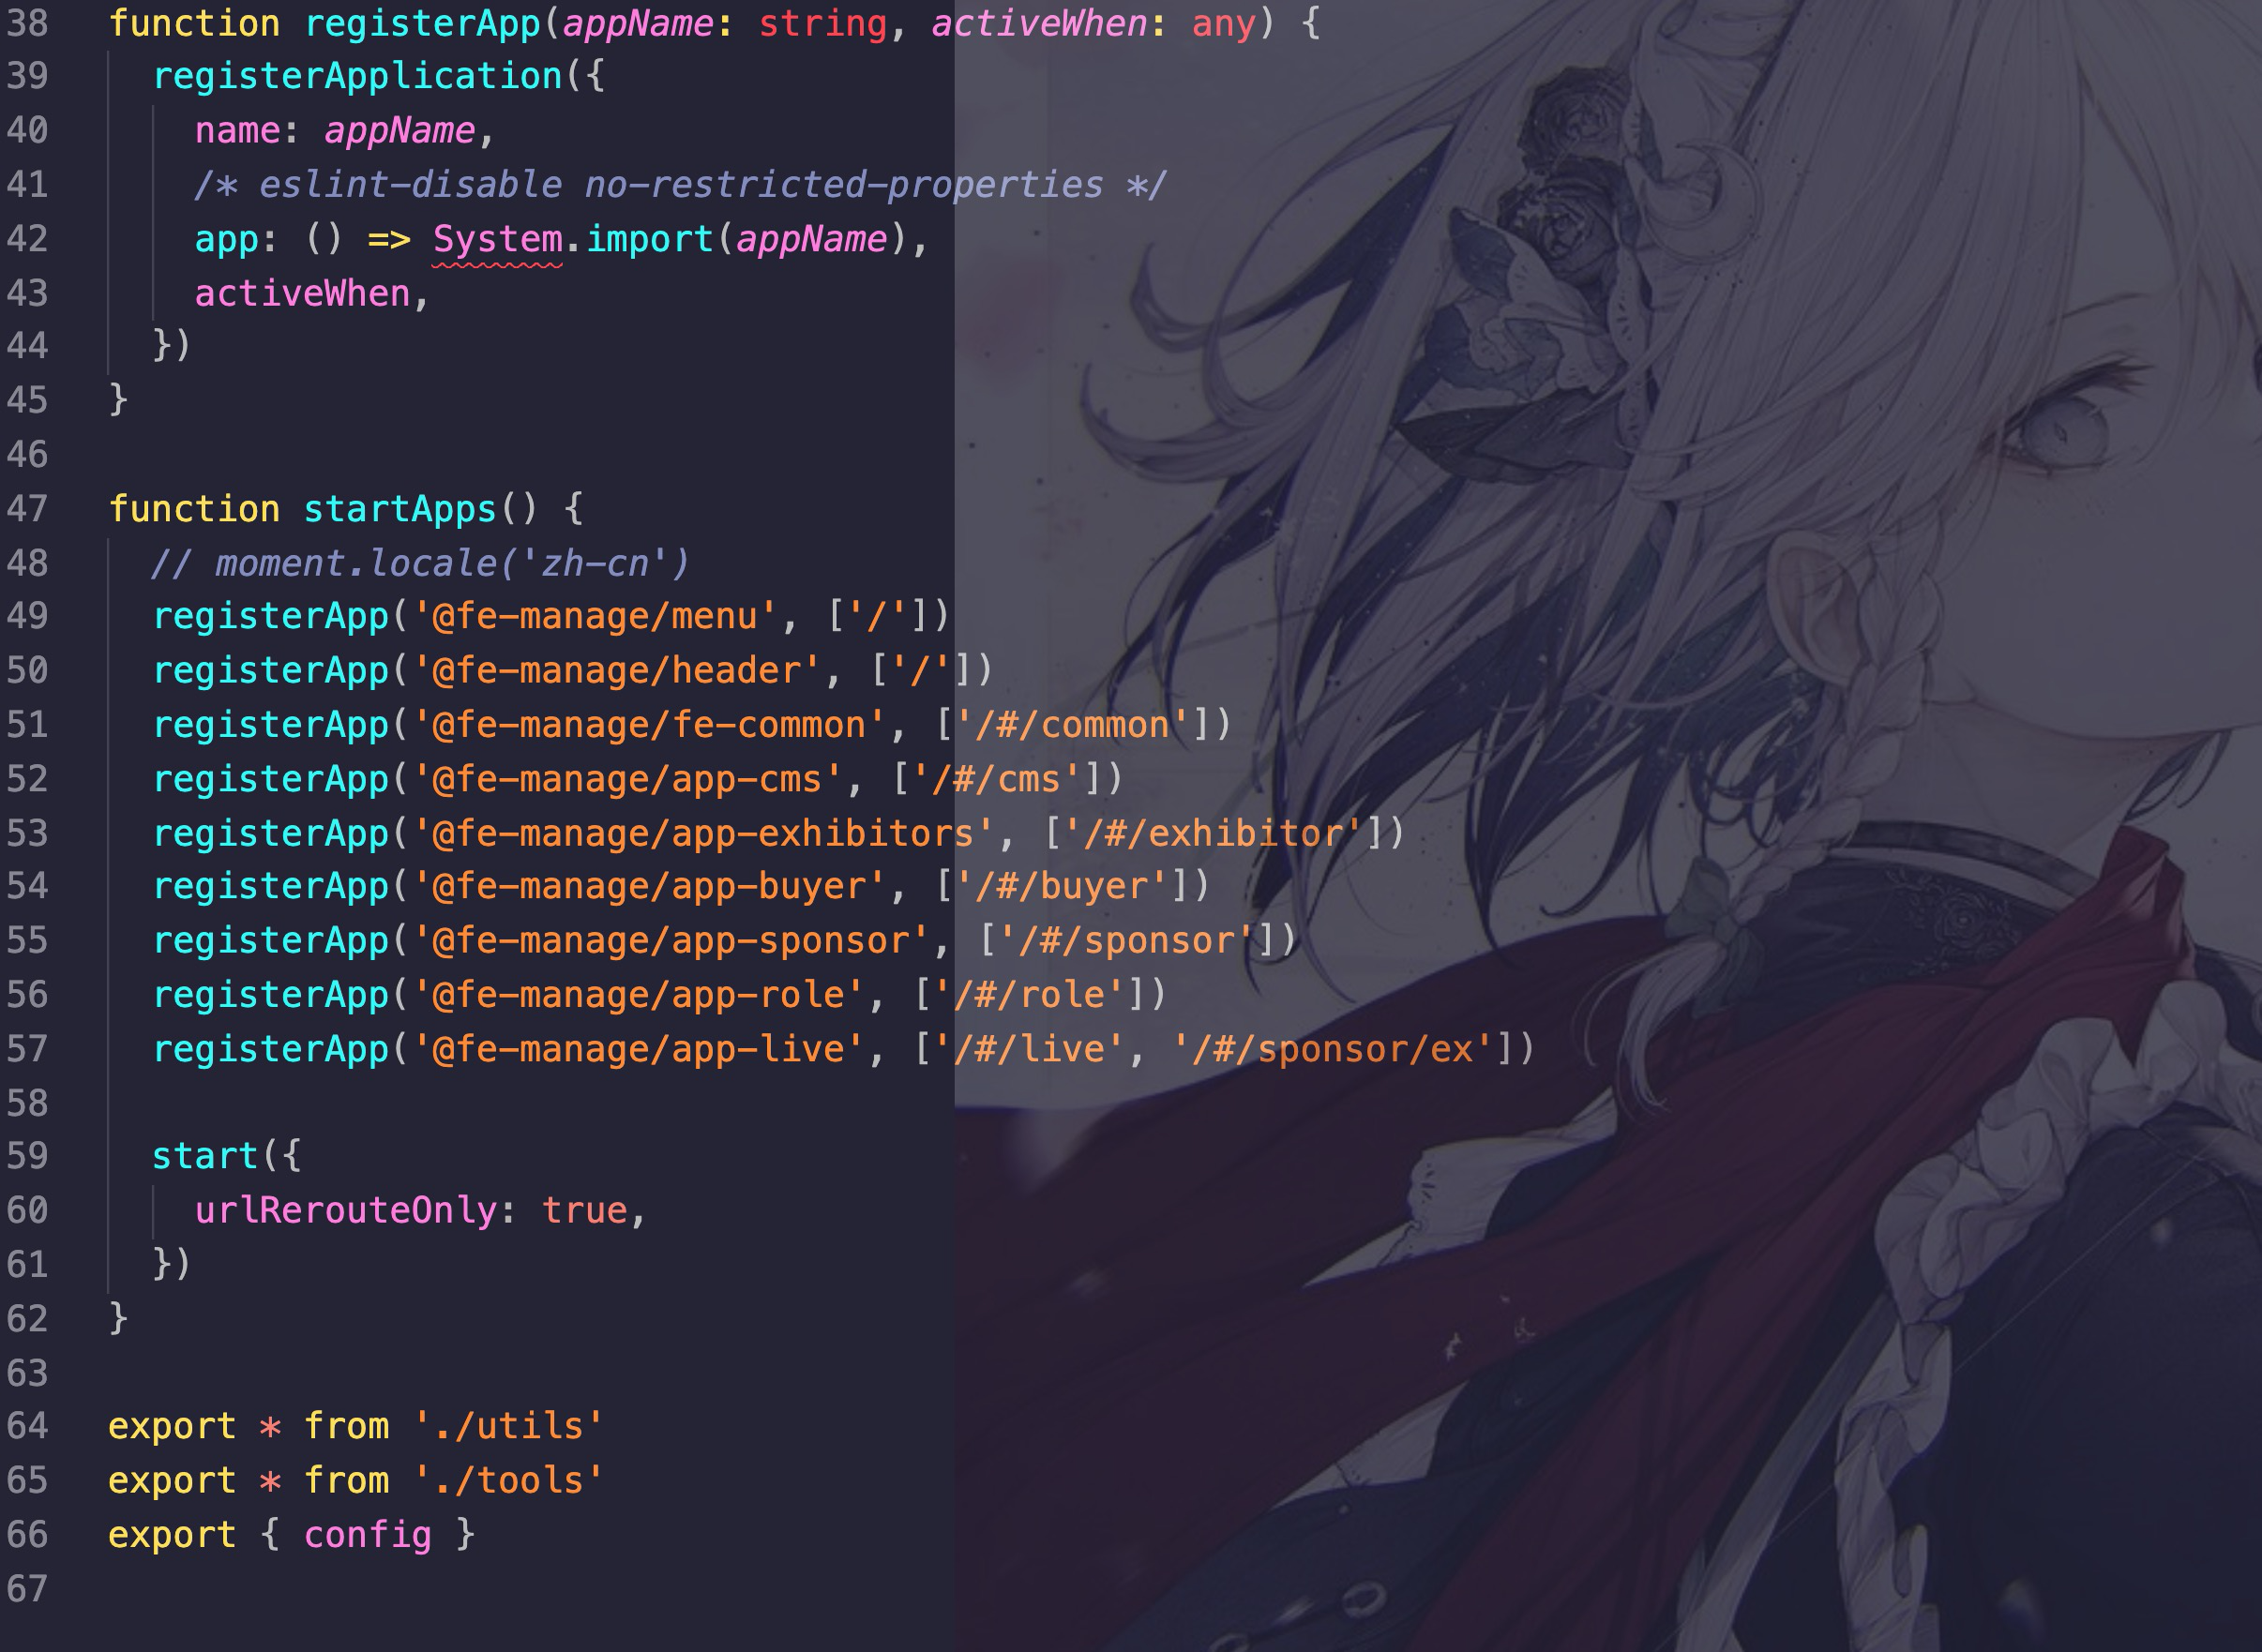 38 function registerApp(appName: string, activeWhen: any) {
39 registerApplication({
40 name: appName,
41 /* eslint-disable no-restricted-properties */
42 app: () => System.import(appName),
43 activeWhen,
44 })
45 }
46
47 function startApps() {
48 // moment.locale('zh-cn')
49 registerApp('@fe-manage/menu', ['/'])
50 registerApp('@fe-manage/header', ['/'])
51 registerApp('@fe-manage/fe-common', ['/#/common'])
52 registerApp('@fe-manage/app-cms', ['/#/cms'])
53 registerApp('@fe-manage/app-exhibitors', ['/#/exhibitor'])
54 registerApp('@fe-manage/app-buyer', ['/#/buyer'])
55 registerApp('@fe-manage/app-sponsor', ['/#/sponsor'])
56 registerApp('@fe-manage/app-role', ['/#/role'])
57 registerApp('@fe-manage/app-live', ['/#/live', '/#/sponsor/ex'])
58
59 start({
60 urlRerouteOnly: true,
61 })
62 }
63
64 export * from './utils'
65 export * from './tools'
66 export { config }
67